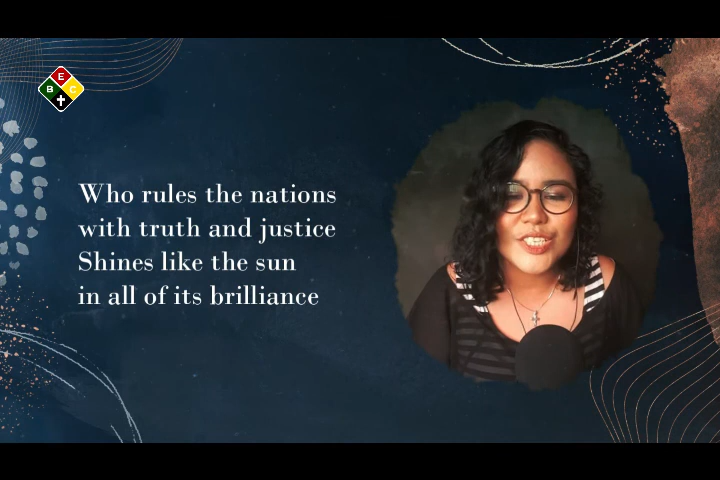 E
B C
Who rules the nations
with truth and justice
Shines like the sun
in all of its brilliance